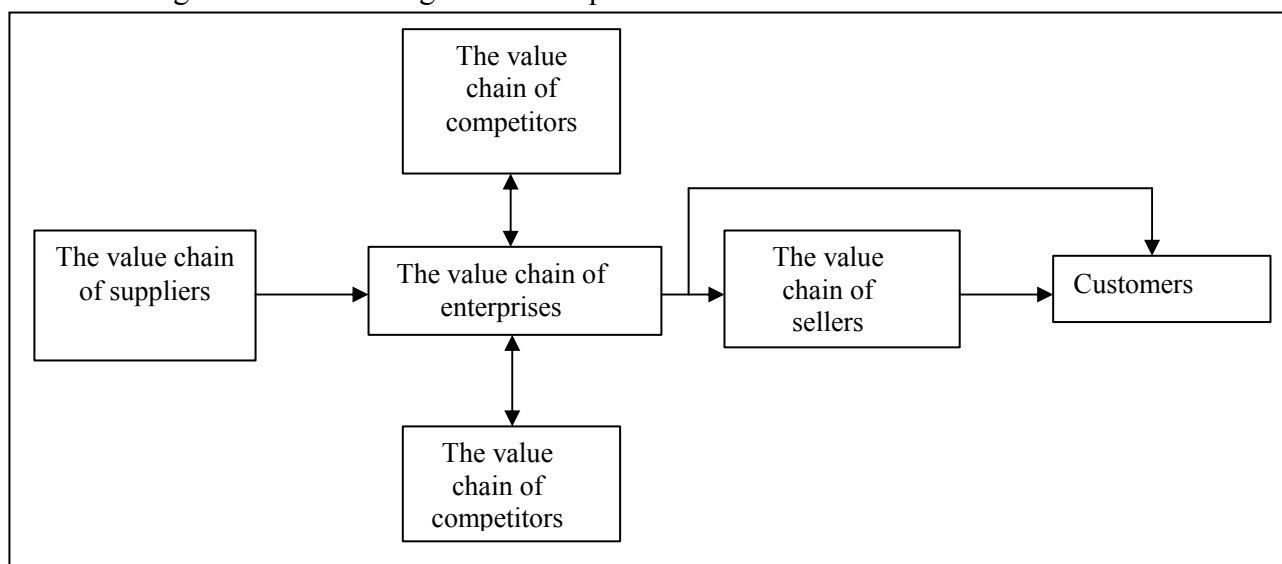 The value
chain of
competitors
The value chain
of suppliers
The value chain of
enterprises
The value
chain of
sellers
Customers
The value
chain of
competitors